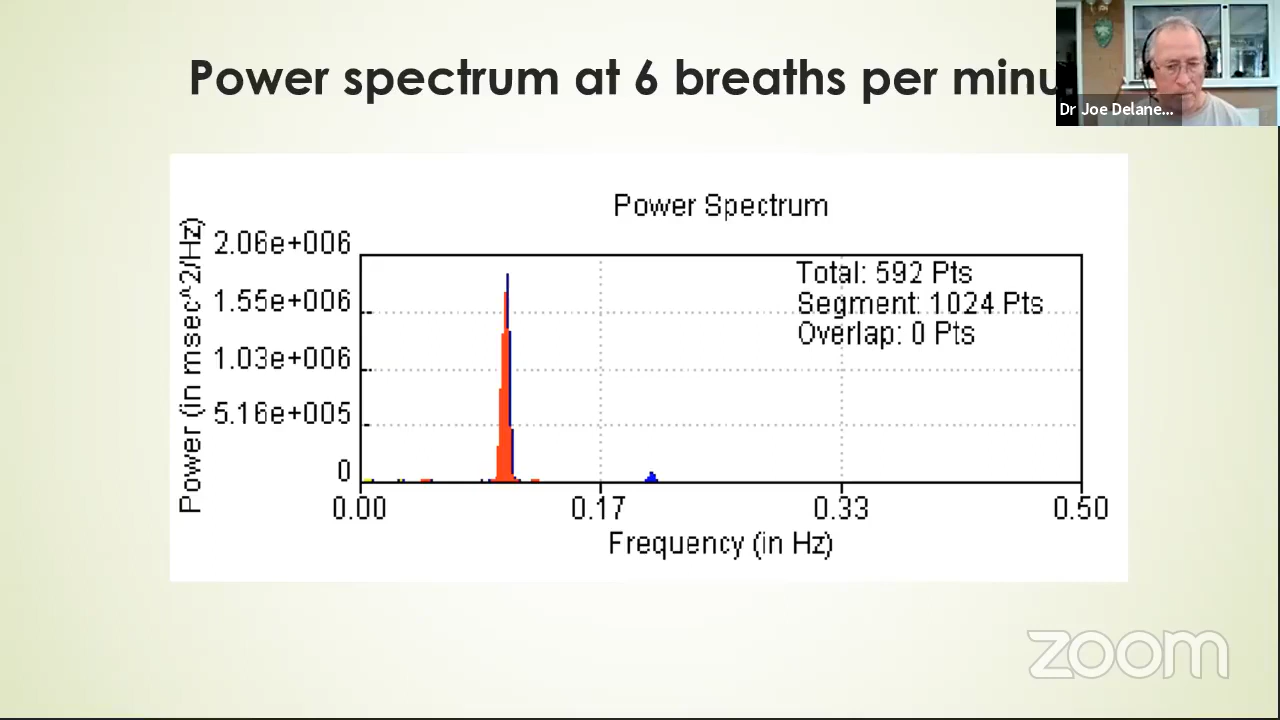 Power spectrum at 6 breaths per minu
Dr Joe Delane...
Power Spectrum
Power (in msec^2/Hz)
2.06e+006
1.55e+006
1.03e+006
5.16e+005
0
Total: 592 Pts
Segment: 1024 Pts
Overlap: 0 Pts
0.00 0.17 0.33 0.50
Frequency (in Hz)
zoom